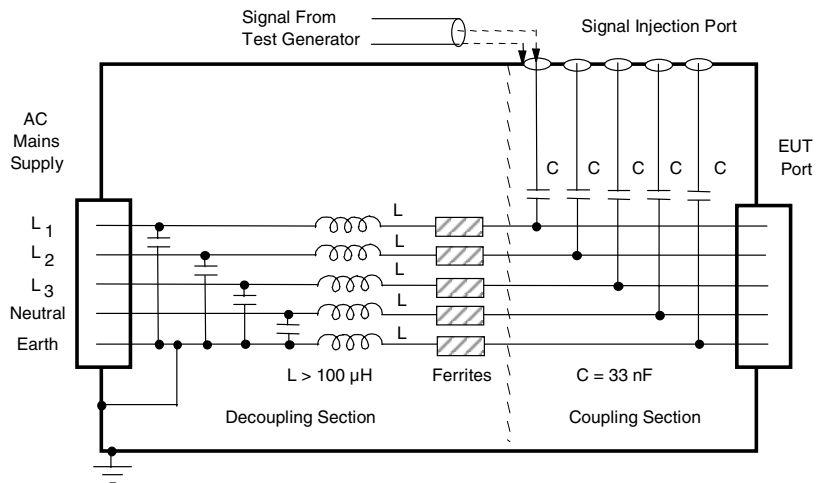 Signal From
Test Generator
Signal Injection Port
AC
Mains
Supply
EUT
Port
C C C C C
L1 L
L2 L
L3 L
Neutral L
Earth L
L > 100 µH Ferrites C = 33 nF
Decoupling Section Coupling Section